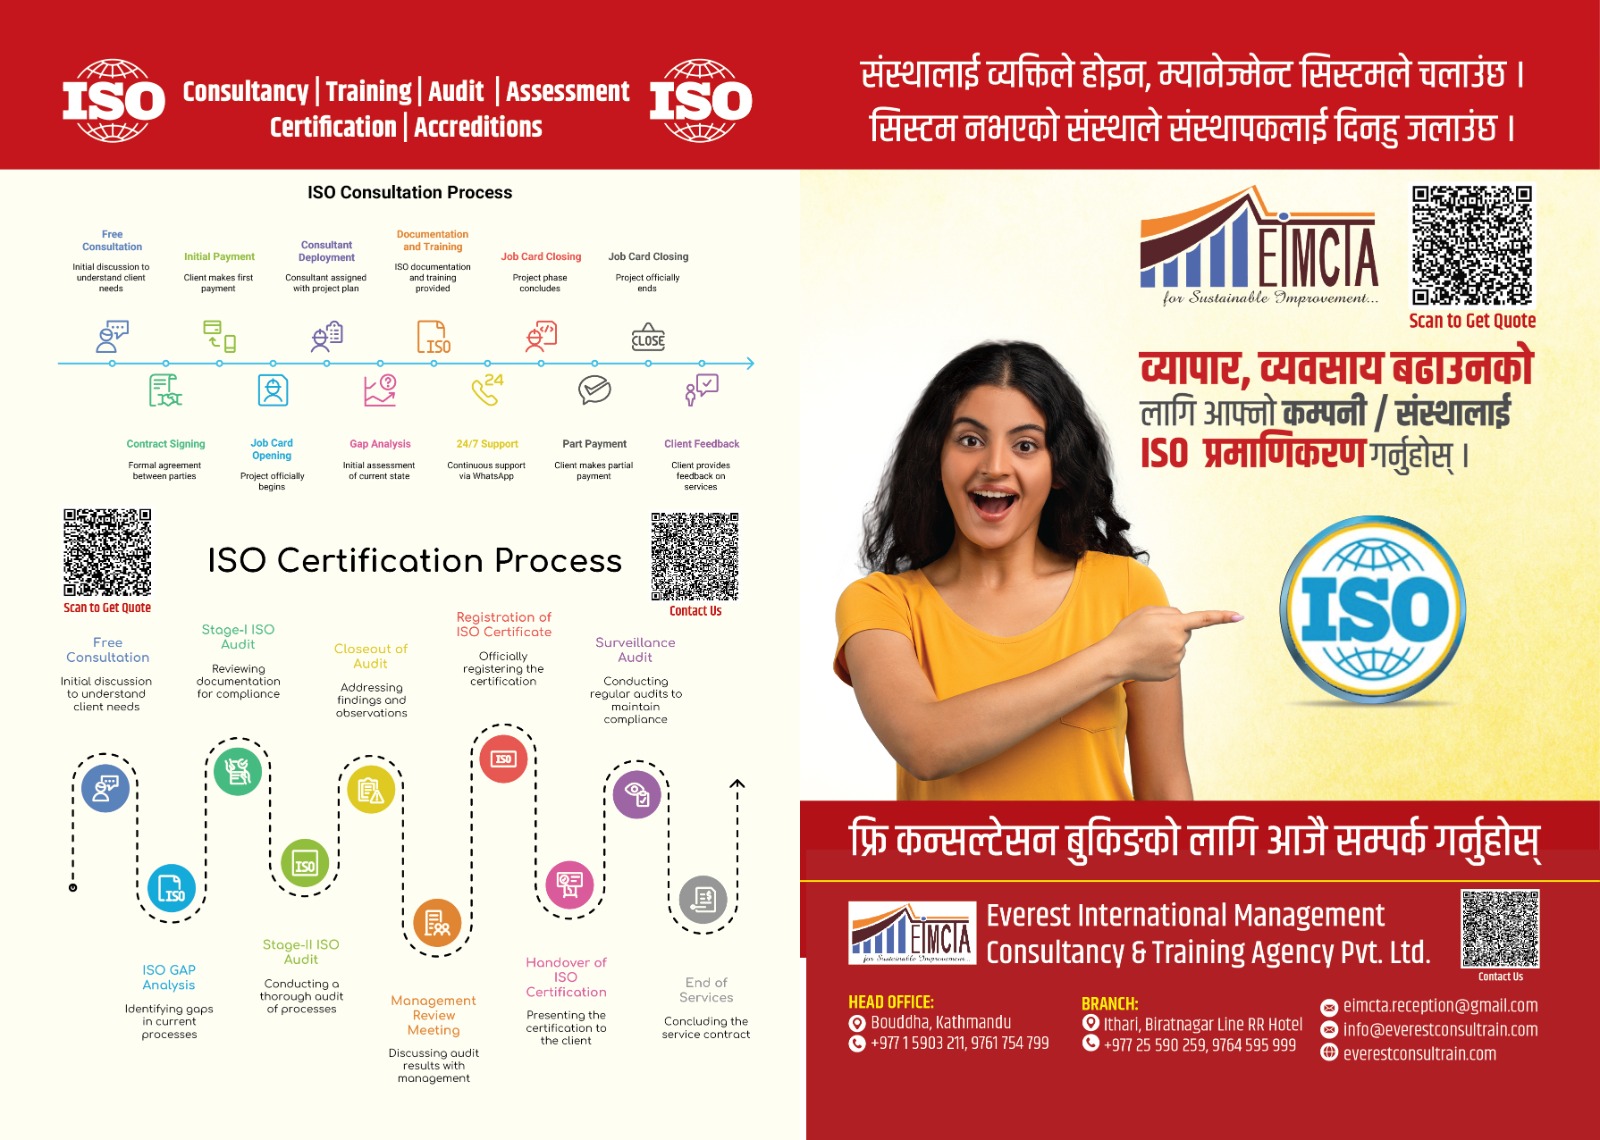 ISO
Consultancy | Training | Audit | Assessment
Certification | Accreditions
ISO
ISO Consultation Process
Free
Consultation
Initial discussion to
understand client
needs
Initial Payment
Client makes first
payment
Consultant
Deployment
Consultant assigned
with project plan
Documentation
and Training
ISO documentation
and training
provided
Job Card Closing
Project phase
concludes
Job Card Closing
Project officially
ends
ISO
24
CLOSE
Contract Signing
Formal agreement
between parties
Job Card
Opening
Project officially
begins
Gap Analysis
Initial assessment
of current state
24/7 Support
Continuous support
via WhatsApp
Part Payment
Client makes partial
payment
Client Feedback
Client provides
feedback on
services
Scan to Get Quote
ISO Certification Process
Contact Us
Free
Consultation
Initial discussion
to understand
client needs
Stage-I ISO
Audit
Reviewing
documentation
for compliance
Closeout of
Audit
Addressing
findings and
observations
Registration of
ISO Certificate
Officially
registering the
certification
Surveillance
Audit
Conducting
regular audits to
maintain
compliance
ISO
ISO
ISO
ISO GAP
Analysis
Identifying gaps
in current
processes
Stage-II ISO
Audit
Conducting a
thorough audit
of processes
Management
Review
Meeting
Discussing audit
results with
management
Handover of
ISO
Certification
Presenting the
certification to
the client
End of
Services
Concluding the
service contract
संस्थालाई व्यक्तिले होइन, म्यानेज्मेन्ट सिस्टमले चलाउंछ ।
सिस्टम नभएको संस्थाले संस्थापकलाई दिनहु जलाउंछ ।
EIMCTA
for Sustainable Improvement...
Scan to Get Quote
व्यापार, व्यवसाय बढाउनको
लागि आफ्नो कम्पनी / संस्थालाई
ISO प्रमाणिकरण गर्नुहोस् ।
ISO
फ्रि कन्सल्टेसन बुकिङको लागि आजै सम्पर्क गर्नुहोस्
EIMCTA
for Sustainable Improvement...
Everest International Management
Consultancy & Training Agency Pvt. Ltd.
Contact Us
HEAD OFFICE:
Bouddha, Kathmandu
+977 1 5903 211, 9761 754 799
BRANCH:
Ithari, Biratnagar Line RR Hotel
+977 25 590 259, 9764 595 999
eimcta.reception@gmail.com
info@everestconsultrain.com
everestconsultrain.com